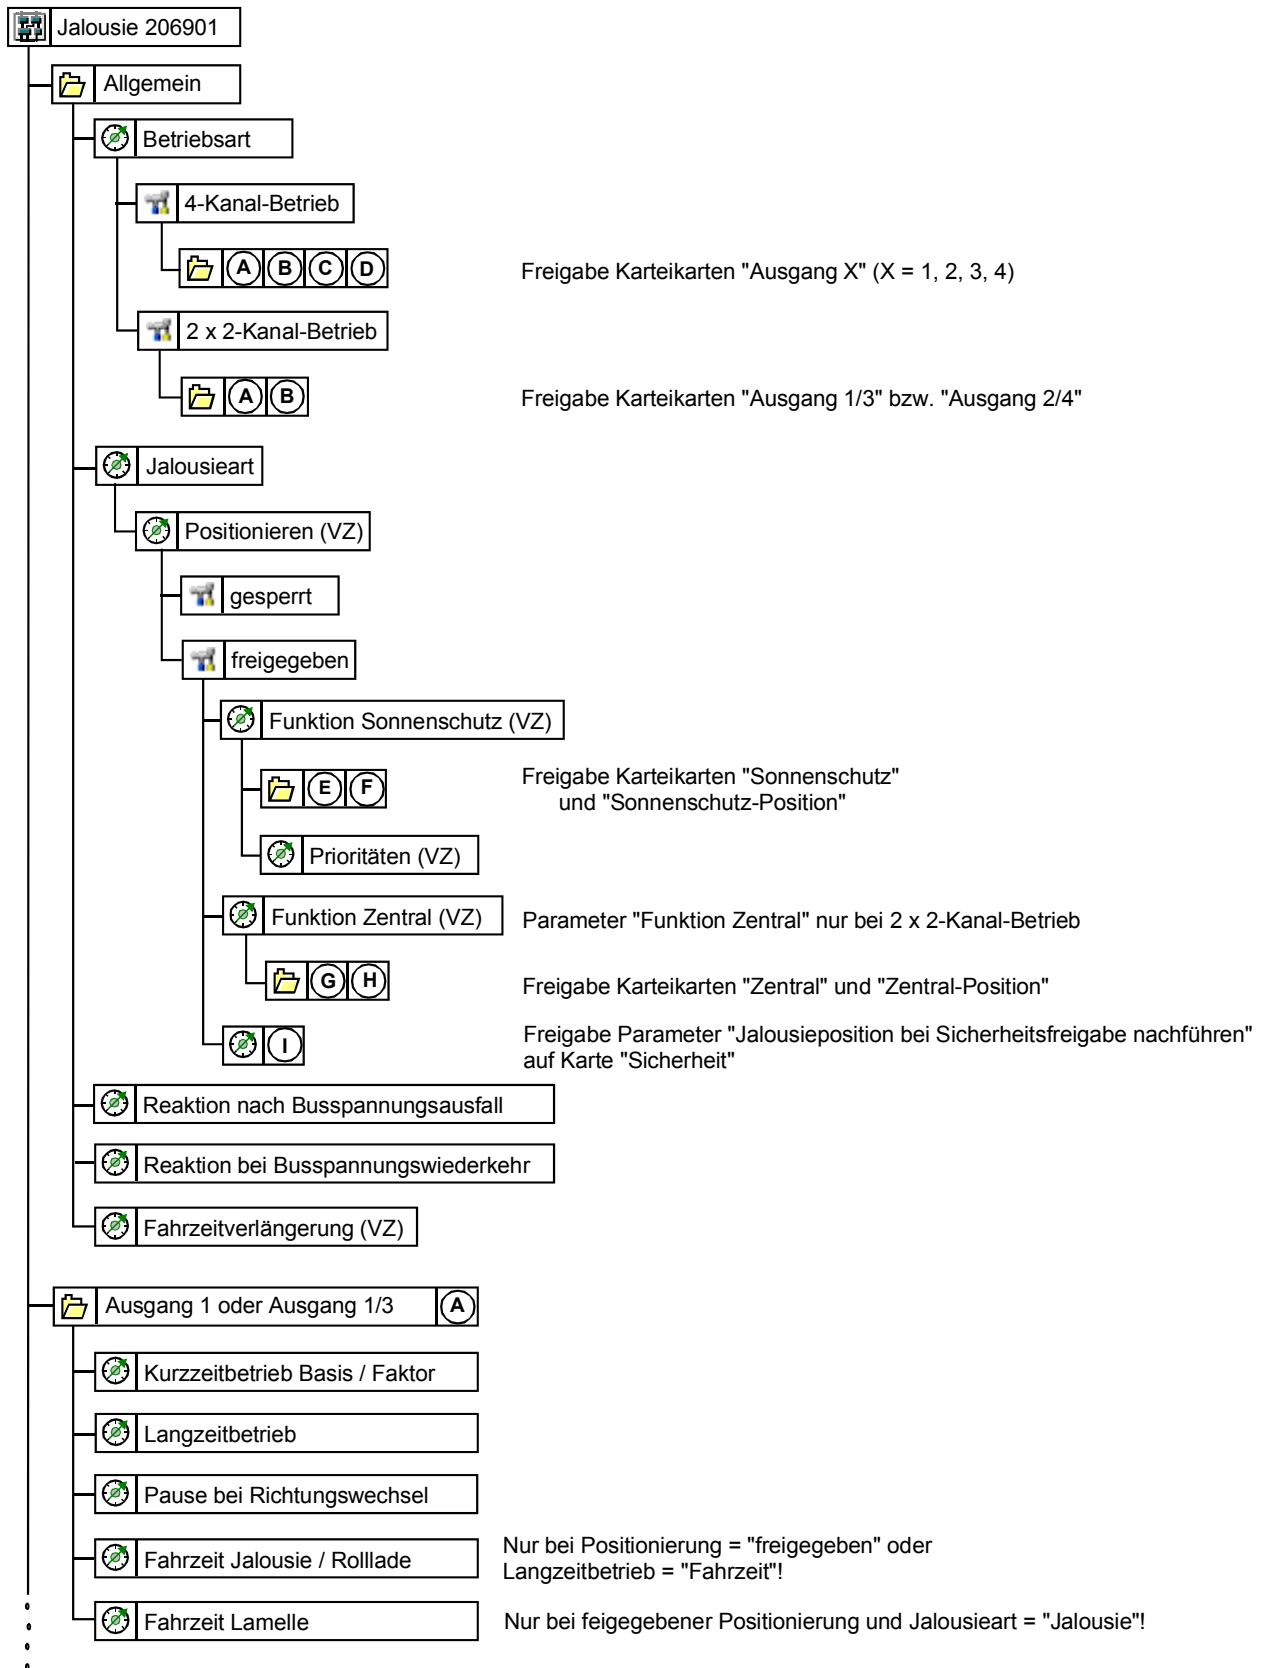 Jalousie 206901
Allgemein
Betriebsart
4-Kanal-Betrieb
A B C D
Freigabe Karteikarten "Ausgang X" (X = 1, 2, 3, 4)
2 x 2-Kanal-Betrieb
A B
Freigabe Karteikarten "Ausgang 1/3" bzw. "Ausgang 2/4"
Jalousieart
Positionieren (VZ)
gesperrt
freigegeben
Funktion Sonnenschutz (VZ)
E F
Freigabe Karteikarten "Sonnenschutz"
und "Sonnenschutz-Position"
Prioritäten (VZ)
Funktion Zentral (VZ)
Parameter "Funktion Zentral" nur bei 2 x 2-Kanal-Betrieb
G H
Freigabe Karteikarten "Zentral" und "Zentral-Position"
I
Freigabe Parameter "Jalousieposition bei Sicherheitsfreigabe nachführen"
auf Karte "Sicherheit"
Reaktion nach Busspannungsausfall
Reaktion bei Busspannungswiederkehr
Fahrzeitverlängerung (VZ)
Ausgang 1 oder Ausgang 1/3 A
Kurzzeitbetrieb Basis / Faktor
Langzeitbetrieb
Pause bei Richtungswechsel
Fahrzeit Jalousie / Rolllade
Nur bei Positionierung = "freigegeben" oder
Langzeitbetrieb = "Fahrzeit"!
Fahrzeit Lamelle
Nur bei feigegebener Positionierung und Jalousieart = "Jalousie"!